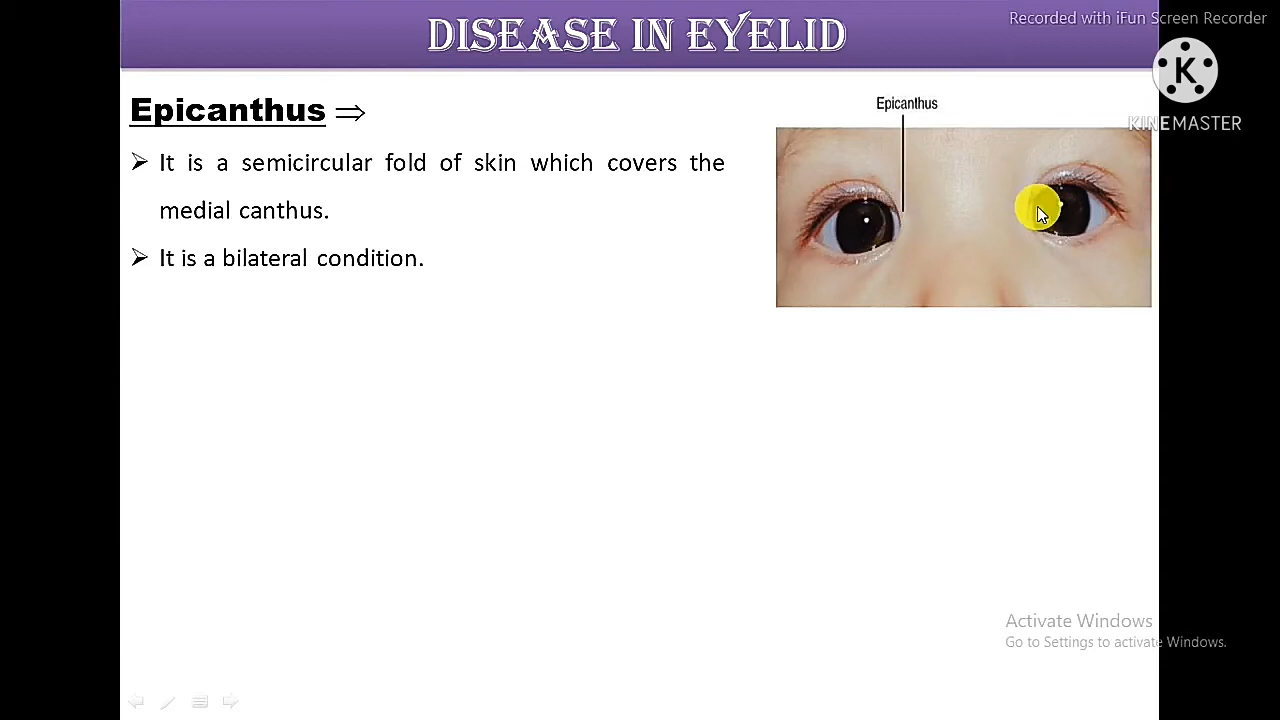 DISEASE IN EYELID
Recorded with iFun Screen Recorder
K
KINEMASTER
Epicanthus ⇒
Epicanthus
➢ It is a semicircular fold of skin which covers the
medial canthus.
➢ It is a bilateral condition.
Activate Windows
Go to Settings to activate Windows.